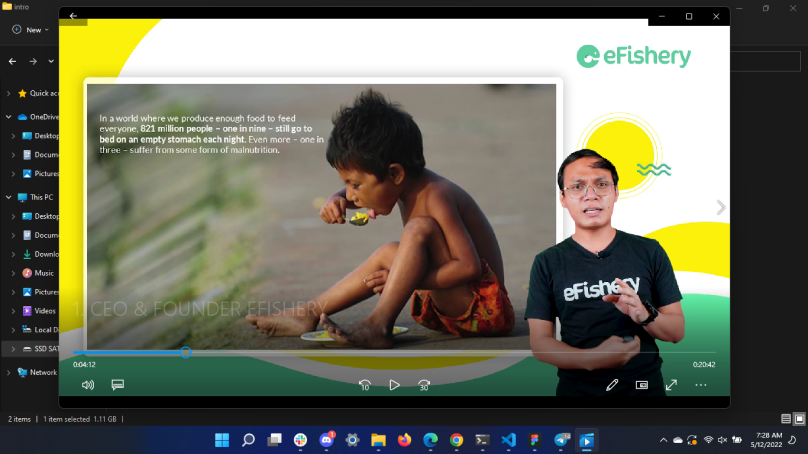 intro
New
eFishery
In a world where we produce enough food to feed
everyone, 821 million people – one in nine – still go to
bed on an empty stomach each night. Even more – one in
three – suffer from some form of malnutrition.
Quick acc
OneDrive
Desktop
Docum
Pictures
This PC
Desktop
Docum
Downlo
Music
Pictures
Videos
Local Di
SSD SAT
Network
eFishery
1. CEO & FOUNDER EFISHERY
0:04:12
0:20:42
10
30
2 items
1 item selected 1.11 GB
7:28 AM
5/12/2022